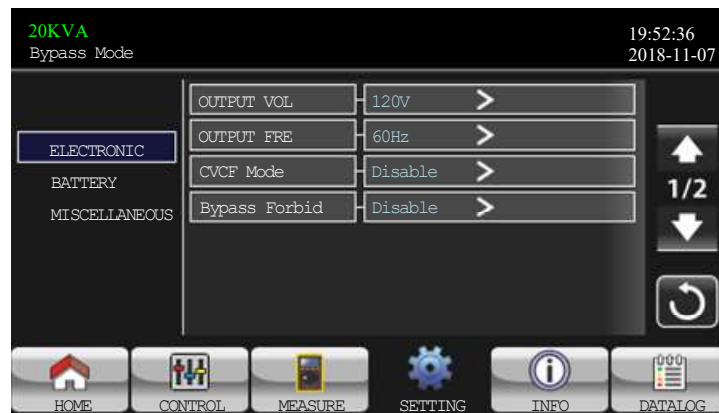 20KVA
Bypass Mode
19:52:36
2018-11-07
ELECTRONIC
BATTERY
MISCELLANEOUS
OUTPUT VOL 120V >
OUTPUT FRE 60Hz >
CVCF Mode Disable >
Bypass Forbid Disable >
1/2
HOME CONTROL MEASURE SETTING INFO DATALOG